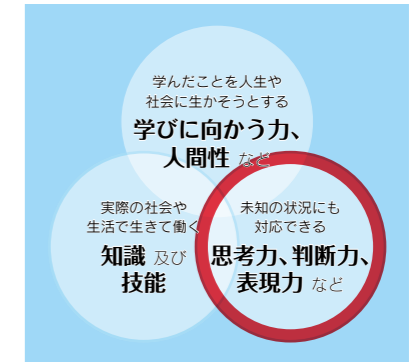 学んだことを人生や
社会に生かそうとする
学びに向かう力、
人間性 など
実際の社会や
生活で生きて働く
知識 及び
技能
未知の状況にも
対応できる
思考力、判断力、
表現力 など